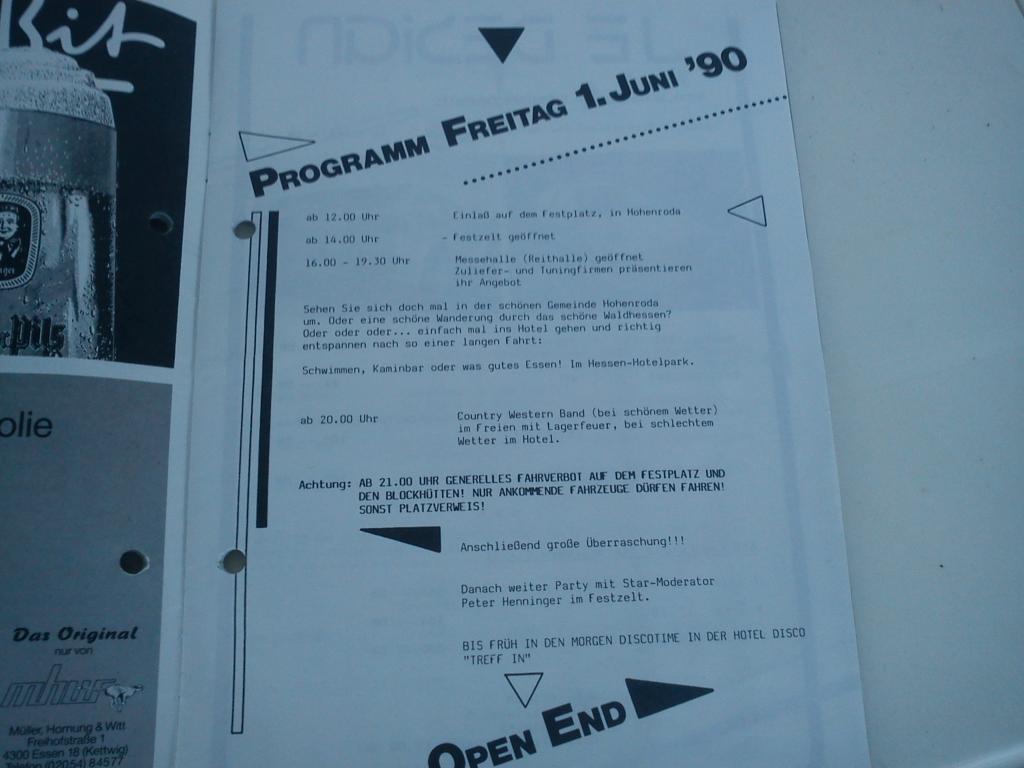 Bit
Pils
olie
Das Original
nur von
mhw
Müller, Hornung & Witt
Freihofstraße 1
4300 Essen 18 (Kettwig)
Telefon (02054) 84577
PROGRAMM FREITAG 1. JUNI '90
ab 12.00 Uhr Einlaß auf dem Festplatz, in Hohenroda
ab 14.00 Uhr - Festzelt geöffnet
16.00 - 19.30 Uhr Messehalle (Reithalle) geöffnet
Zuliefer- und Tuningfirmen präsentieren
ihr Angebot
Sehen Sie sich doch mal in der schönen Gemeinde Hohenroda
um. Oder eine schöne Wanderung durch das schöne Waldhessen?
Oder oder oder... einfach mal ins Hotel gehen und richtig
entspannen nach so einer langen Fahrt:
Schwimmen, Kaminbar oder was gutes Essen! Im Hessen-Hotelpark.
ab 20.00 Uhr Country Western Band (bei schönem Wetter)
im Freien mit Lagerfeuer, bei schlechtem
Wetter im Hotel.
Achtung: AB 21.00 UHR GENERELLES FAHRVERBOT AUF DEM FESTPLATZ UND
DEN BLOCKHÜTTEN! NUR ANKOMMENDE FAHRZEUGE DÜRFEN FAHREN!
SONST PLATZVERWEIS!
Anschließend große Überraschung!!!
Danach weiter Party mit Star-Moderator
Peter Henninger im Festzelt.
BIS FRÜH IN DEN MORGEN DISCOTIME IN DER HOTEL DISCO
"TREFF IN"
OPEN END